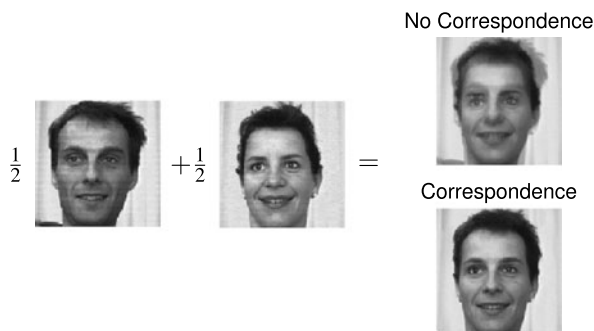 No Correspondence
1/2 + 1/2 =
Correspondence